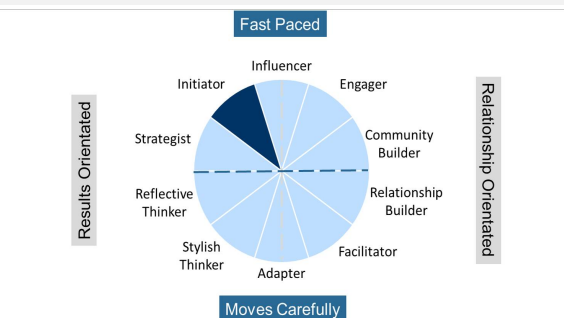 Fast Paced
Influencer
Initiator
Engager
Results Orientated
Relationship Orientated
Strategist
Community
Builder
Reflective
Thinker
Relationship
Builder
Stylish
Thinker
Facilitator
Adapter
Moves Carefully